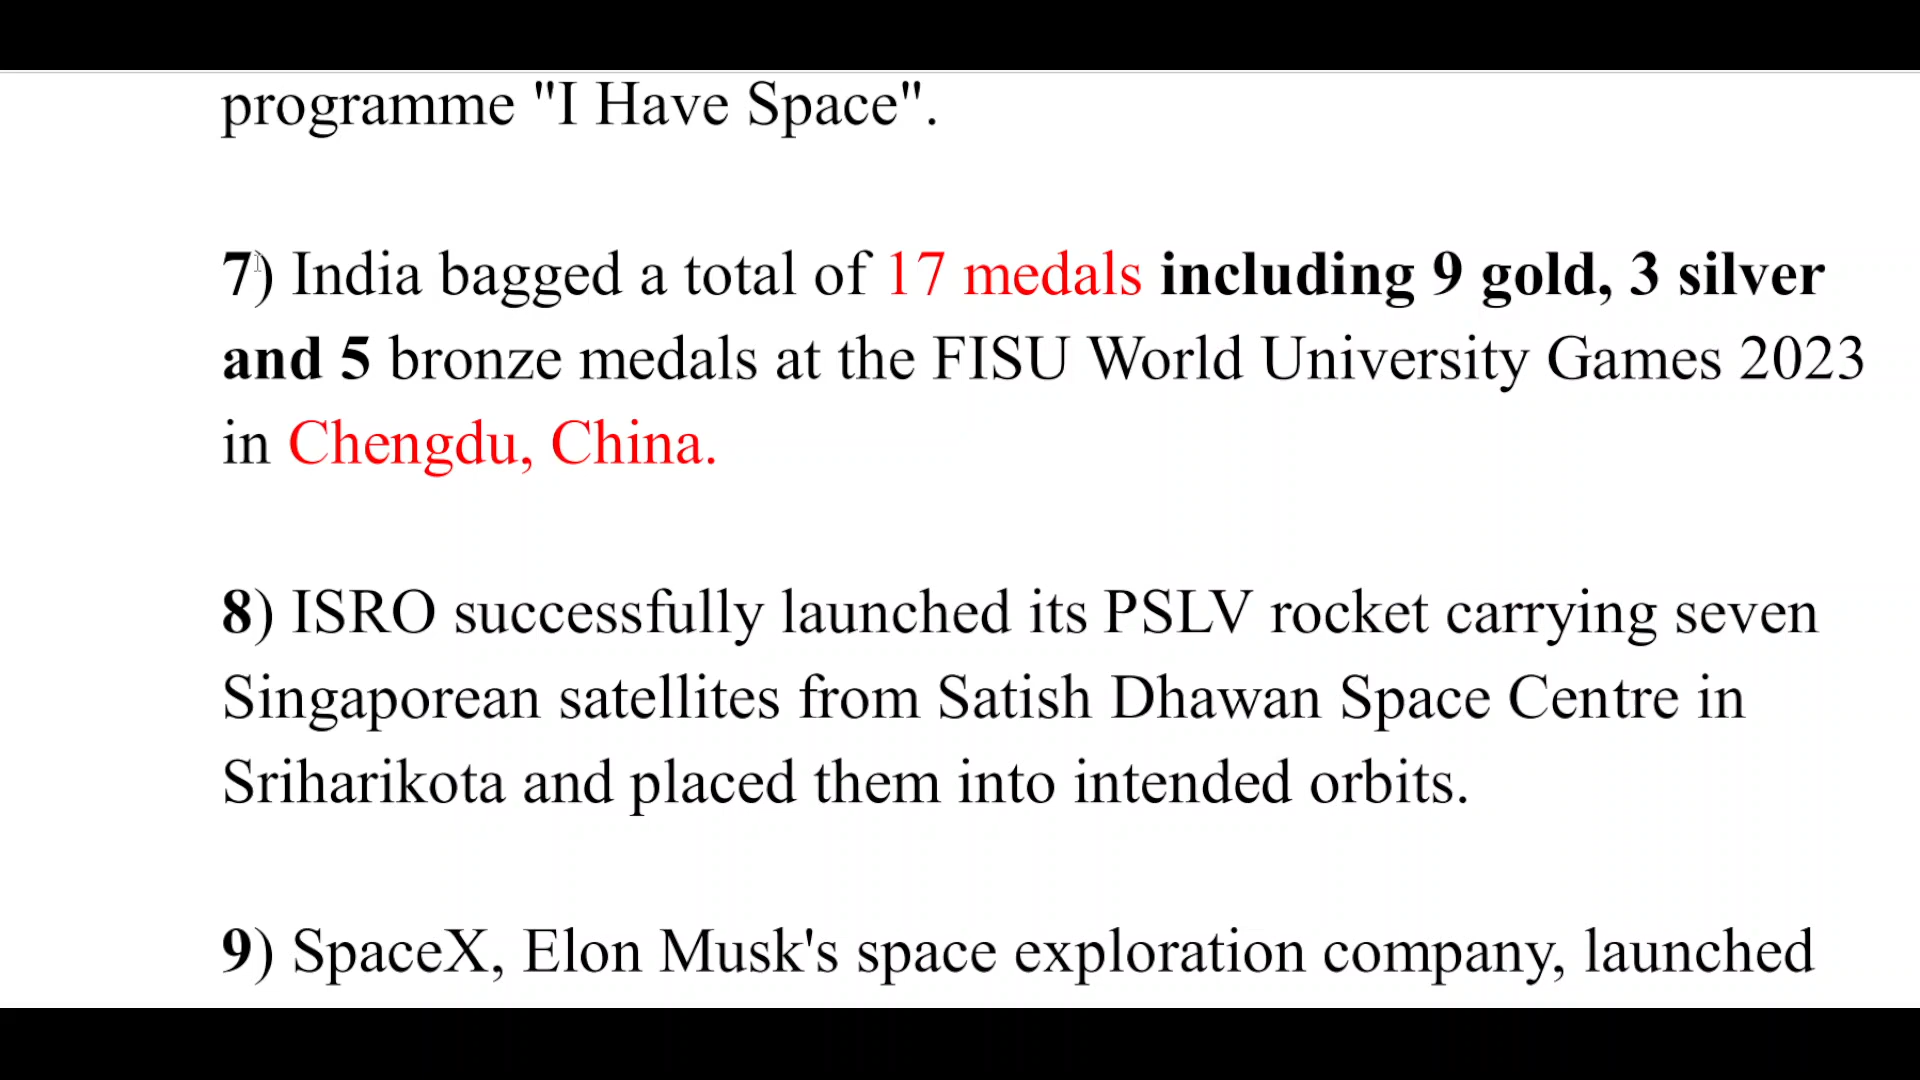 programme "I Have Space".
7) India bagged a total of 17 medals including 9 gold, 3 silver
and 5 bronze medals at the FISU World University Games 2023
in Chengdu, China.
8) ISRO successfully launched its PSLV rocket carrying seven
Singaporean satellites from Satish Dhawan Space Centre in
Sriharikota and placed them into intended orbits.
9) SpaceX, Elon Musk's space exploration company, launched